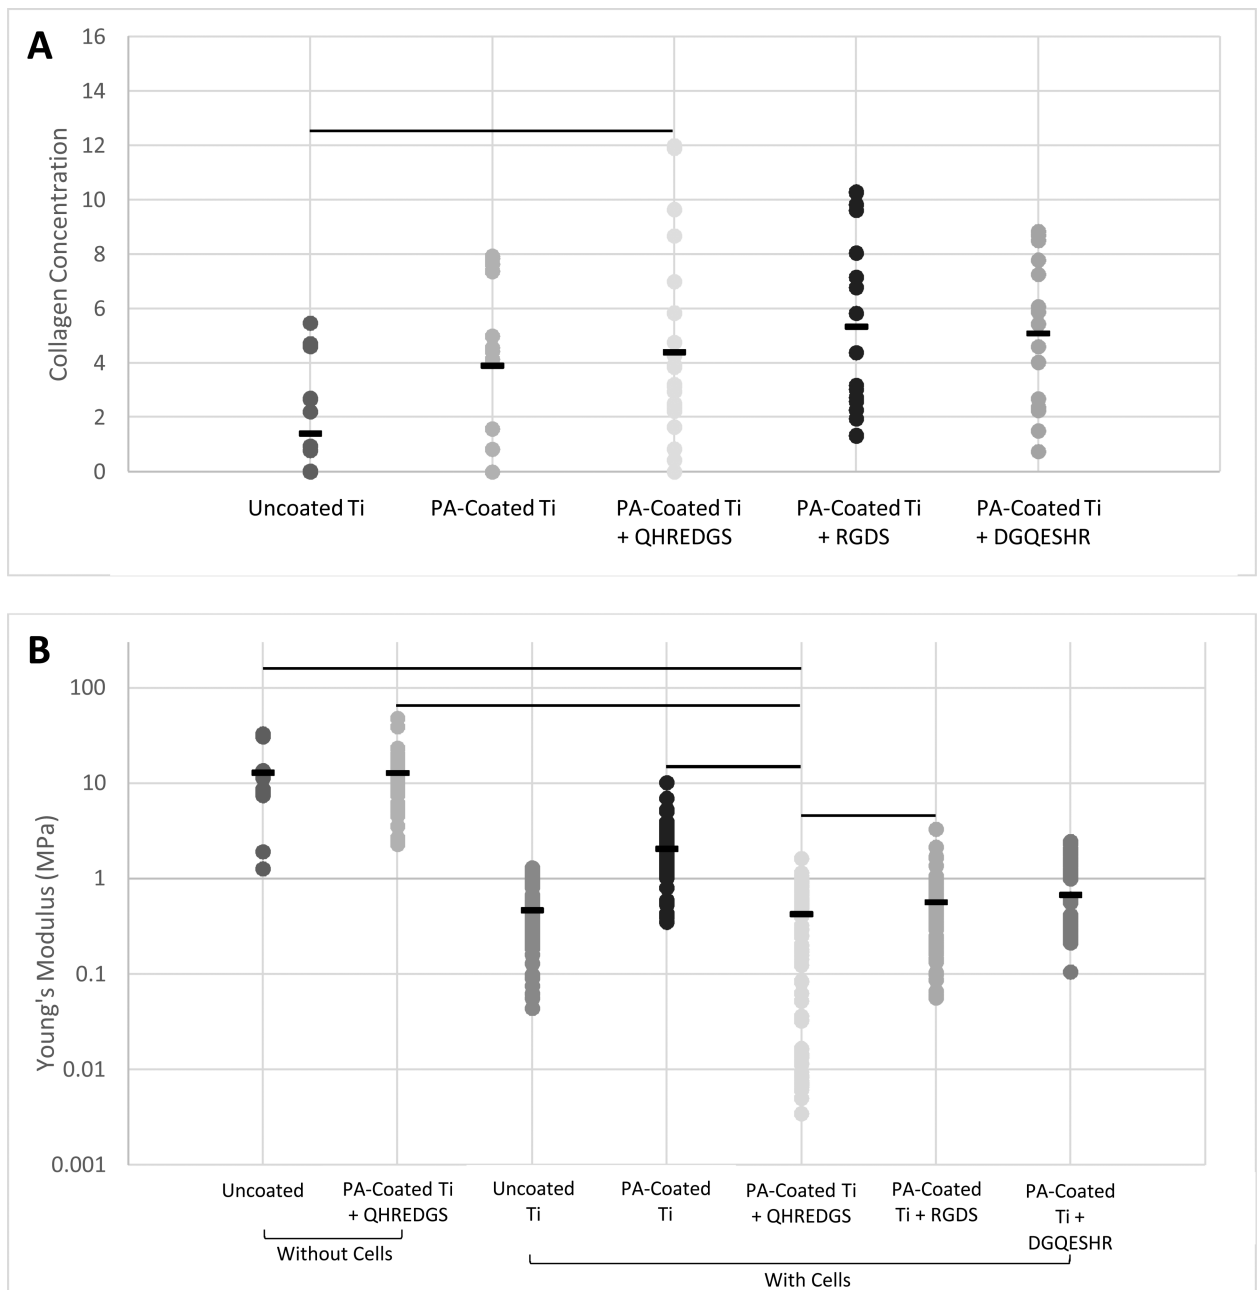 A
16
14
12
10
8
6
4
2
0
Collagen Concentration
Uncoated Ti
PA-Coated Ti
PA-Coated Ti
+ QHREDGS
PA-Coated Ti
+ RGDS
PA-Coated Ti
+ DGQESHR
B
100
10
1
0.1
0.01
0.001
Young's Modulus (MPa)
Uncoated
PA-Coated Ti
+ QHREDGS
Uncoated
Ti
PA-Coated
Ti
PA-Coated Ti
+ QHREDGS
PA-Coated
Ti + RGDS
PA-Coated
Ti +
DGQESHR
Without Cells
With Cells